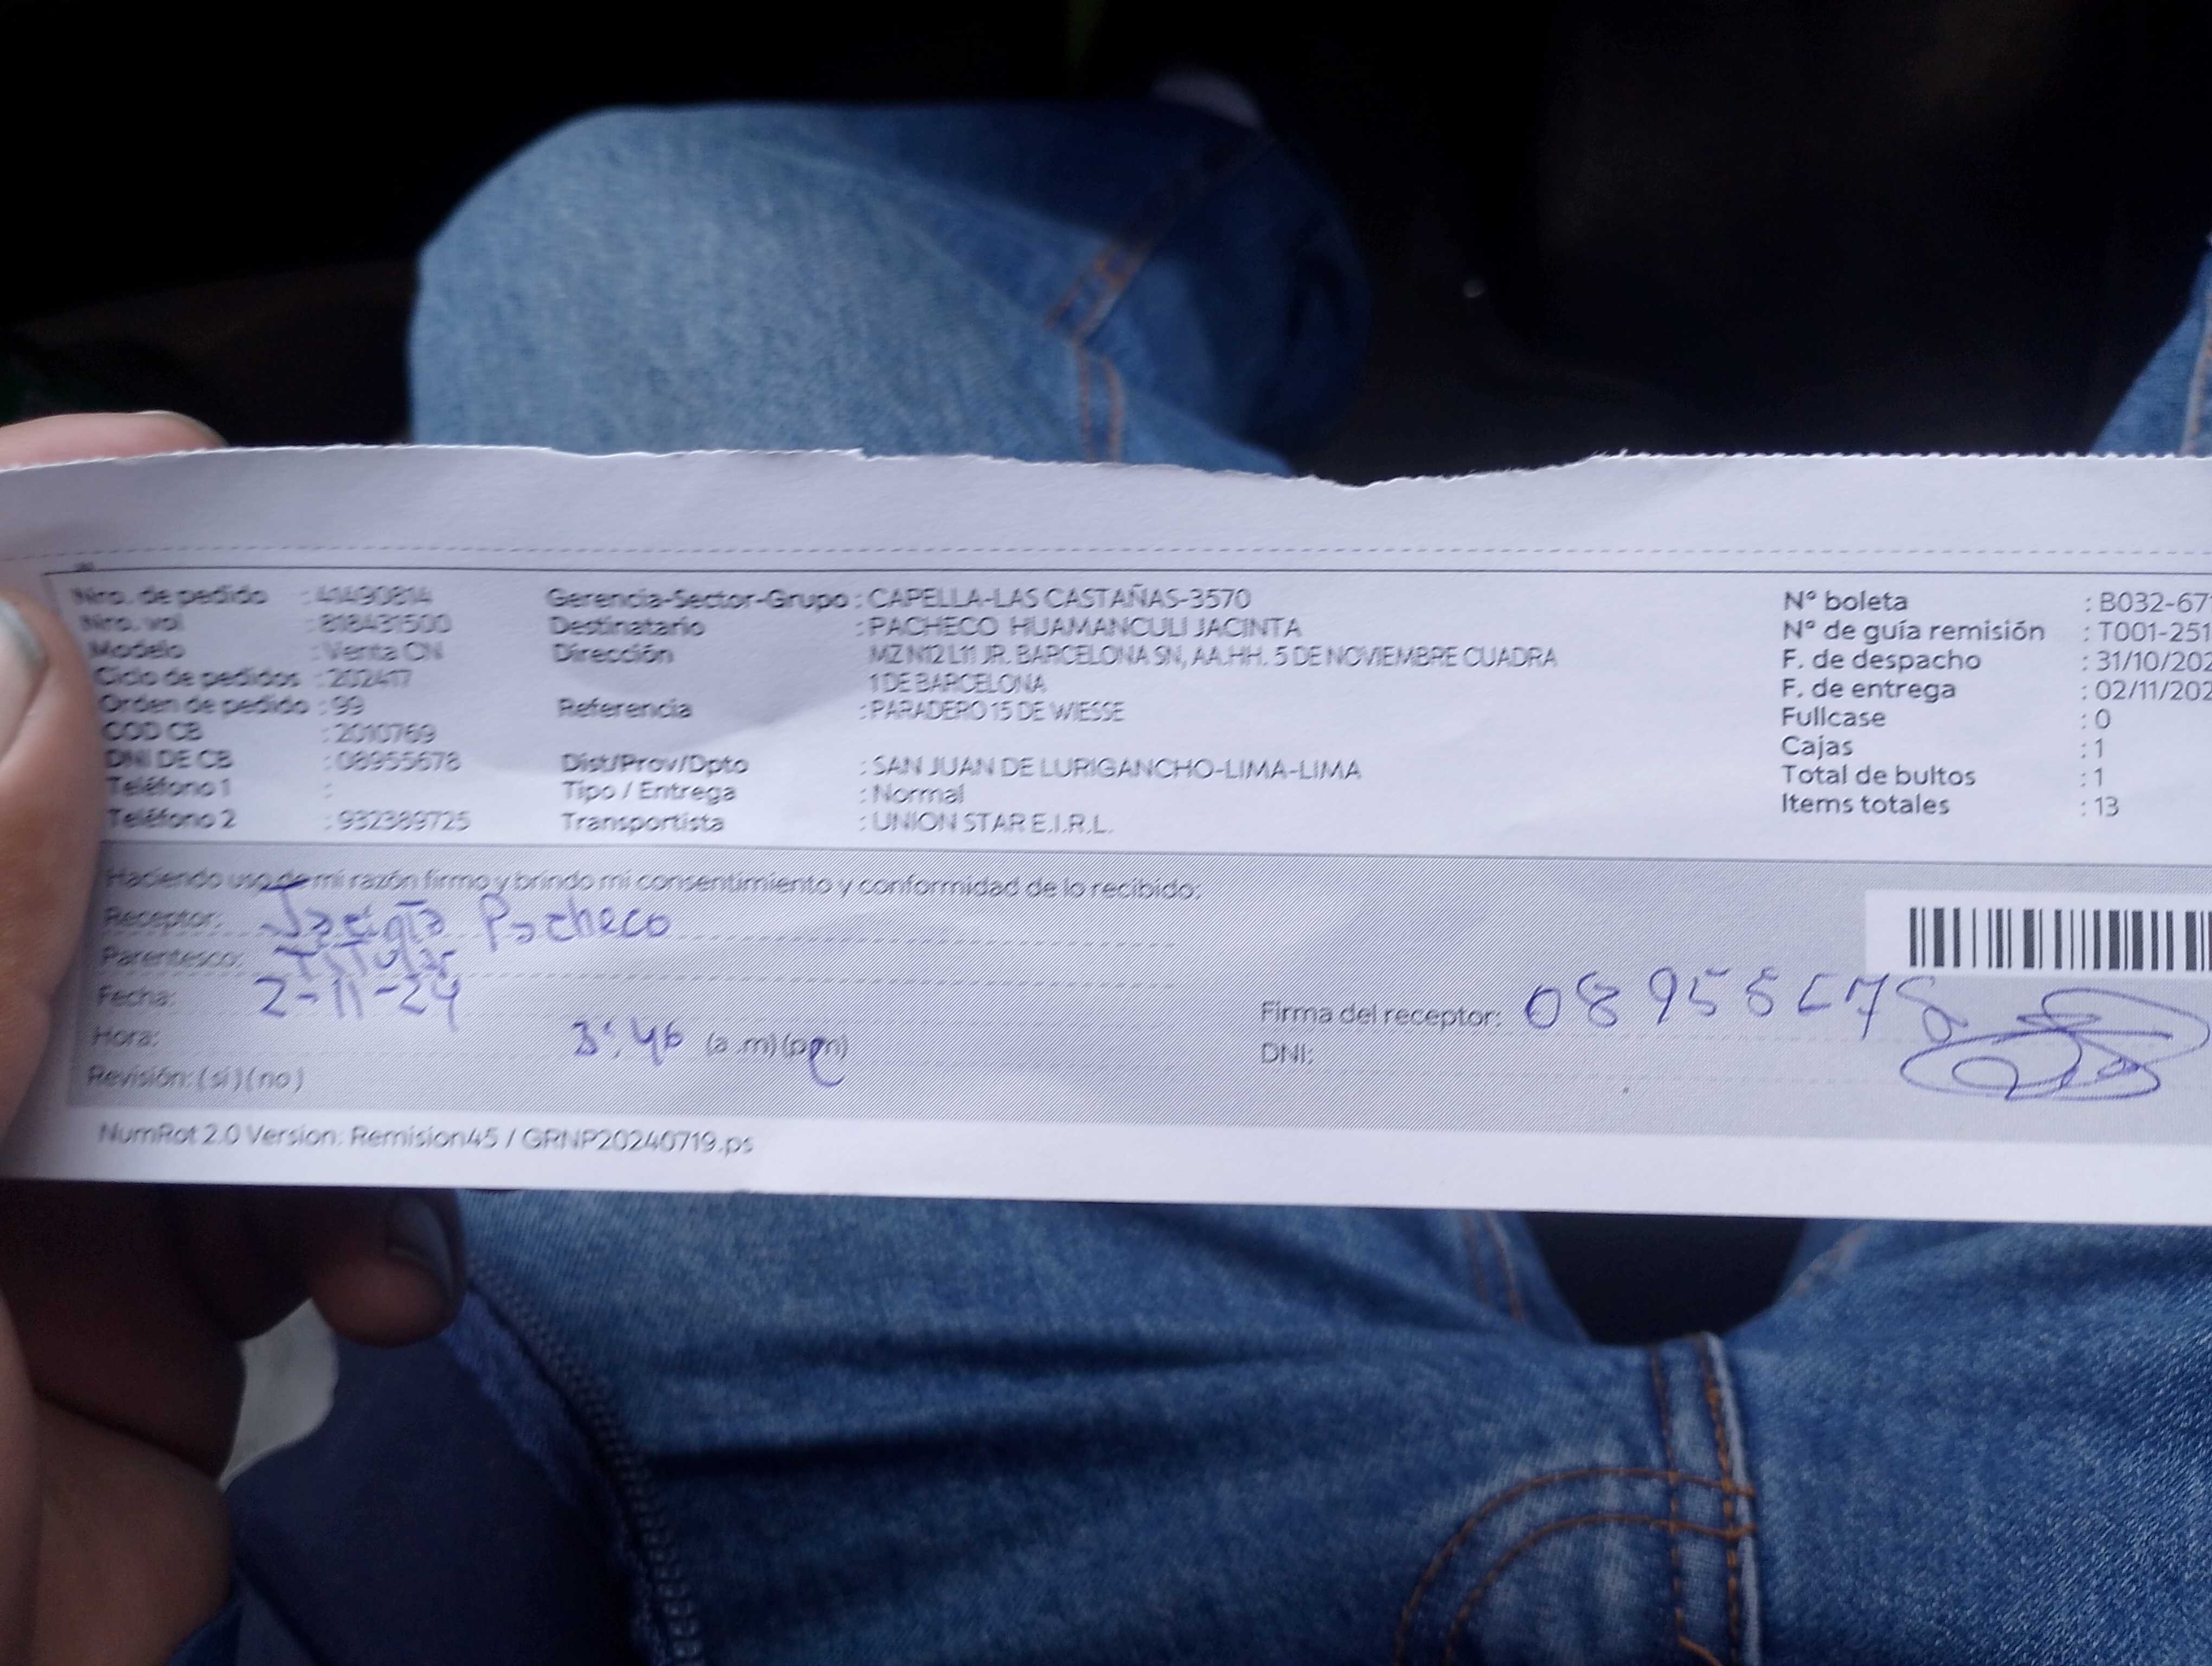 Nro. de pedido : 41490814
Nro. vol : 818431500
Modelo : Venta CN
Ciclo de pedidos : 202417
Orden de pedido : 99
COD CB : 2010769
DNI DE CB : 08955678
Teléfono 1 :
Teléfono 2 : 932389725
Gerencia-Sector-Grupo : CAPELLA-LAS CASTAÑAS-3570
Destinatario : PACHECO HUAMANCULI JACINTA
Dirección MZ N12 L11 JR. BARCELONA SN, AA.HH. 5 DE NOVIEMBRE CUADRA
1 DE BARCELONA
Referencia : PARADERO 15 DE WIESSE
Dist/Prov/Dpto : SAN JUAN DE LURIGANCHO-LIMA-LIMA
Tipo / Entrega : Normal
Transportista : UNION STAR E.I.R.L.
N° boleta : B032-67
N° de guía remisión : T001-251
F. de despacho : 31/10/202
F. de entrega : 02/11/202
Fullcase : 0
Cajas : 1
Total de bultos : 1
Items totales : 13
Haciendo uso de mi razón firmo y brindo mi consentimiento y conformidad de lo recibido:
Receptor: Jacinta Pacheco
Parentesco: Titular
Fecha: 2-11-24
Hora: 3:46 (a.m)(pm)
Revisión: (si) (no)
Firma del receptor: 08955678
DNI:
NumRot 2.0 Version: Remision45 / GRNP20240719.ps